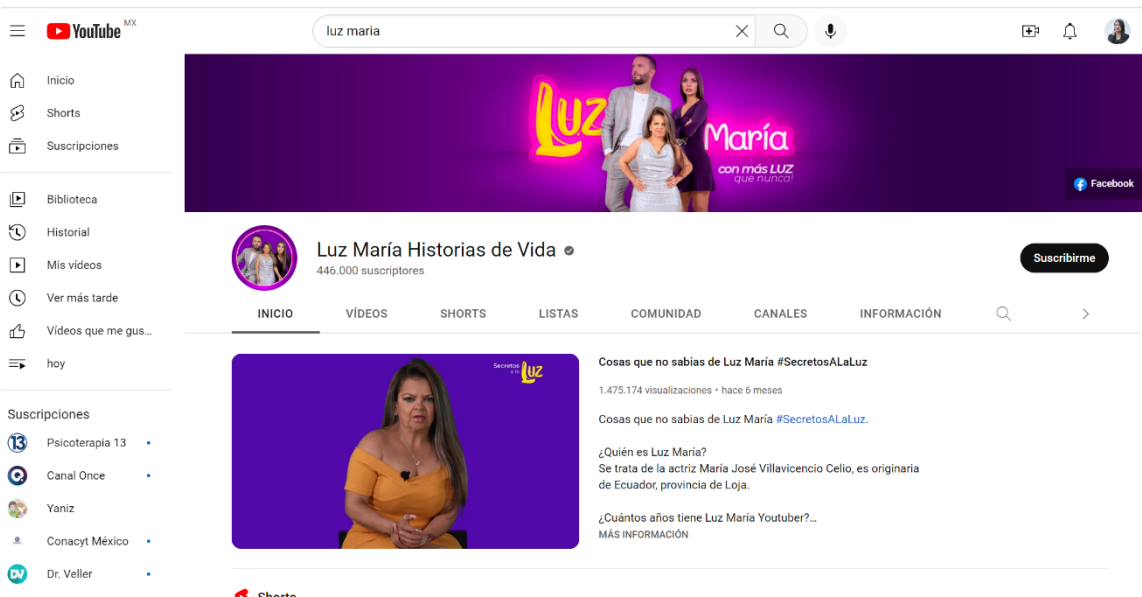 YouTube MX
luz maria
Inicio
Shorts
Suscripciones
Biblioteca
Historial
Mis vídeos
Ver más tarde
Vídeos que me gus...
hoy
Suscripciones
13 Psicoterapia 13
Canal Once
Yaniz
Conacyt México
DV Dr. Veller
Luz María
con más LUZ
que nunca!
Facebook
Luz María Historias de Vida
446.000 suscriptores
Suscribirme
INICIO VÍDEOS SHORTS LISTAS COMUNIDAD CANALES INFORMACIÓN
Secretos
a la LUZ
Cosas que no sabias de Luz María #SecretosALaLuz
1.475.174 visualizaciones • hace 6 meses
Cosas que no sabias de Luz María #SecretosALaLuz.
¿Quién es Luz María?
Se trata de la actriz María José Villavicencio Celio, es originaria
de Ecuador, provincia de Loja.
¿Cuántos años tiene Luz María Youtuber?...
MÁS INFORMACIÓN
Shorts